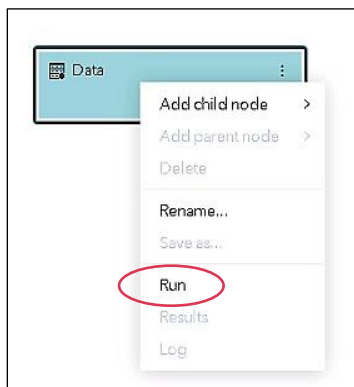 Data
Add child node
Add parent node
Delete
Rename...
Save as...
Run
Results
Log